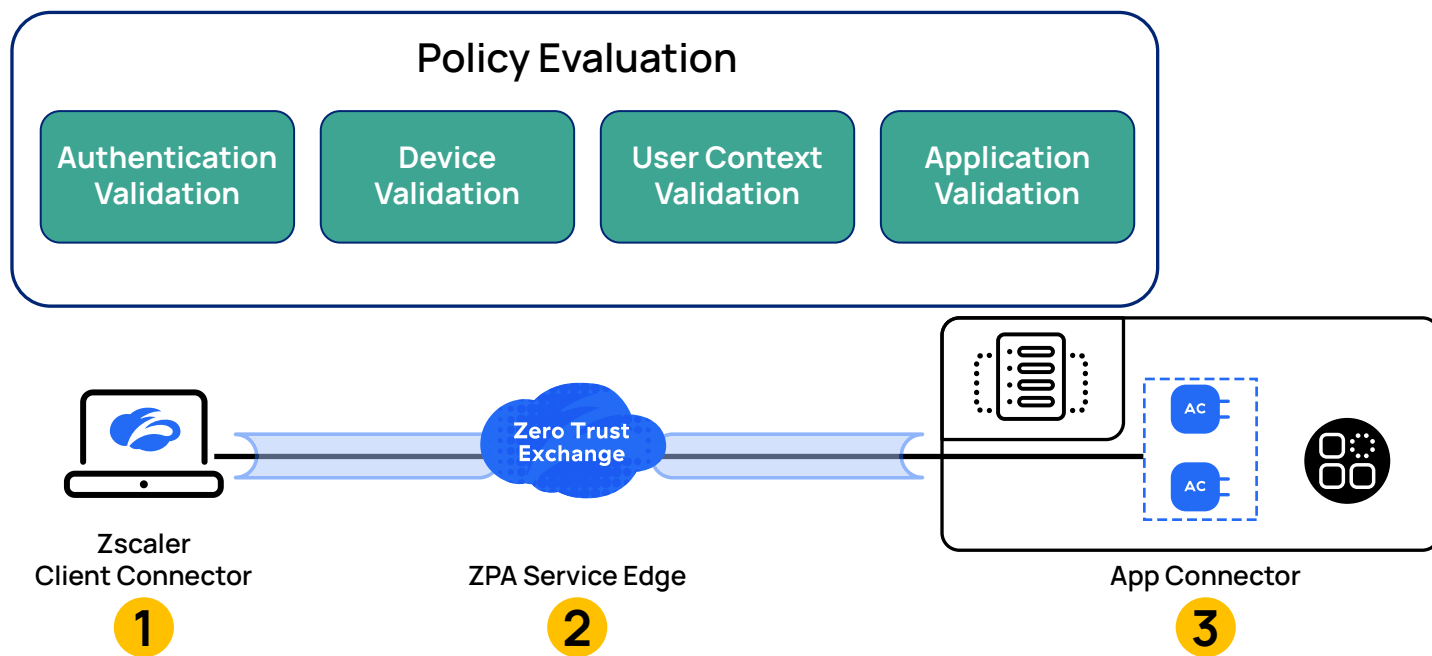 Policy Evaluation
Authentication
Validation
Device
Validation
User Context
Validation
Application
Validation
Zero Trust
Exchange
AC
AC
Zscaler
Client Connector
ZPA Service Edge
App Connector
1
2
3